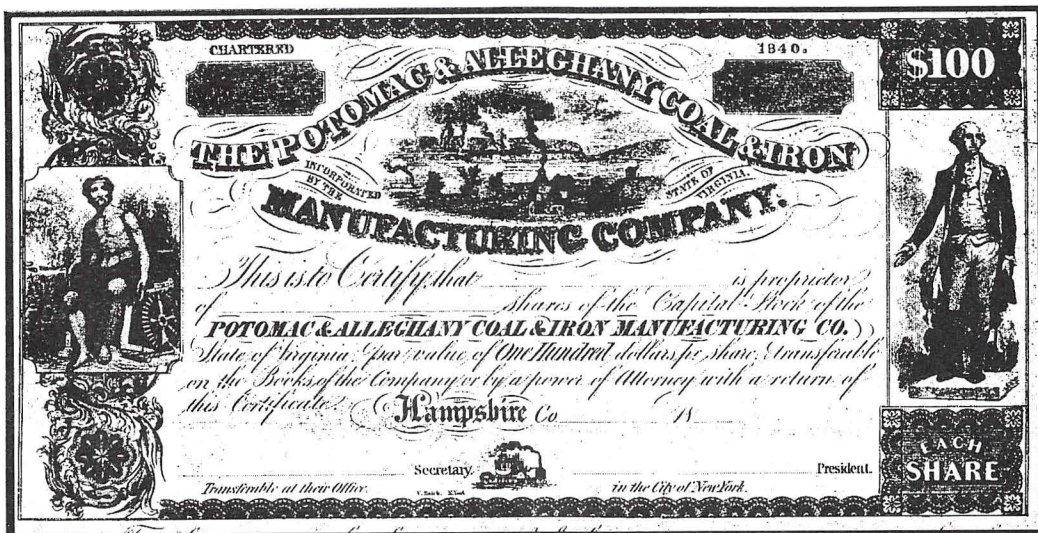 CHARTERED 1840.
$100
THE POTOMAC & ALLEGHANY COAL & IRON
INCORPORATED BY THE STATE OF VIRGINIA.
MANUFACTURING COMPANY.
This is to Certify that is proprietor
of shares of the Capital Stock of the
POTOMAC & ALLEGHANY COAL & IRON MANUFACTURING CO.
State of Virginia par value of One Hundred dollars pr share & transferable
on the Books of the Company or by a power of Attorney with a return of
this Certificate.
Hampshire Co 18
EACH
SHARE
Secretary. President.
Transferable at their Office. in the City of New York.